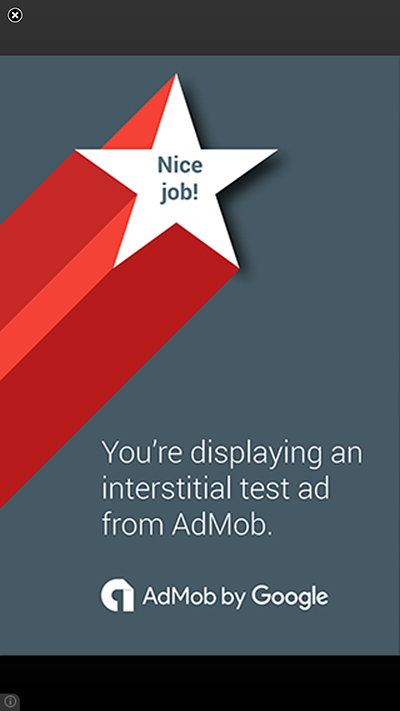 Nice
job!
You're displaying an
interstitial test ad
from AdMob.
AdMob by Google